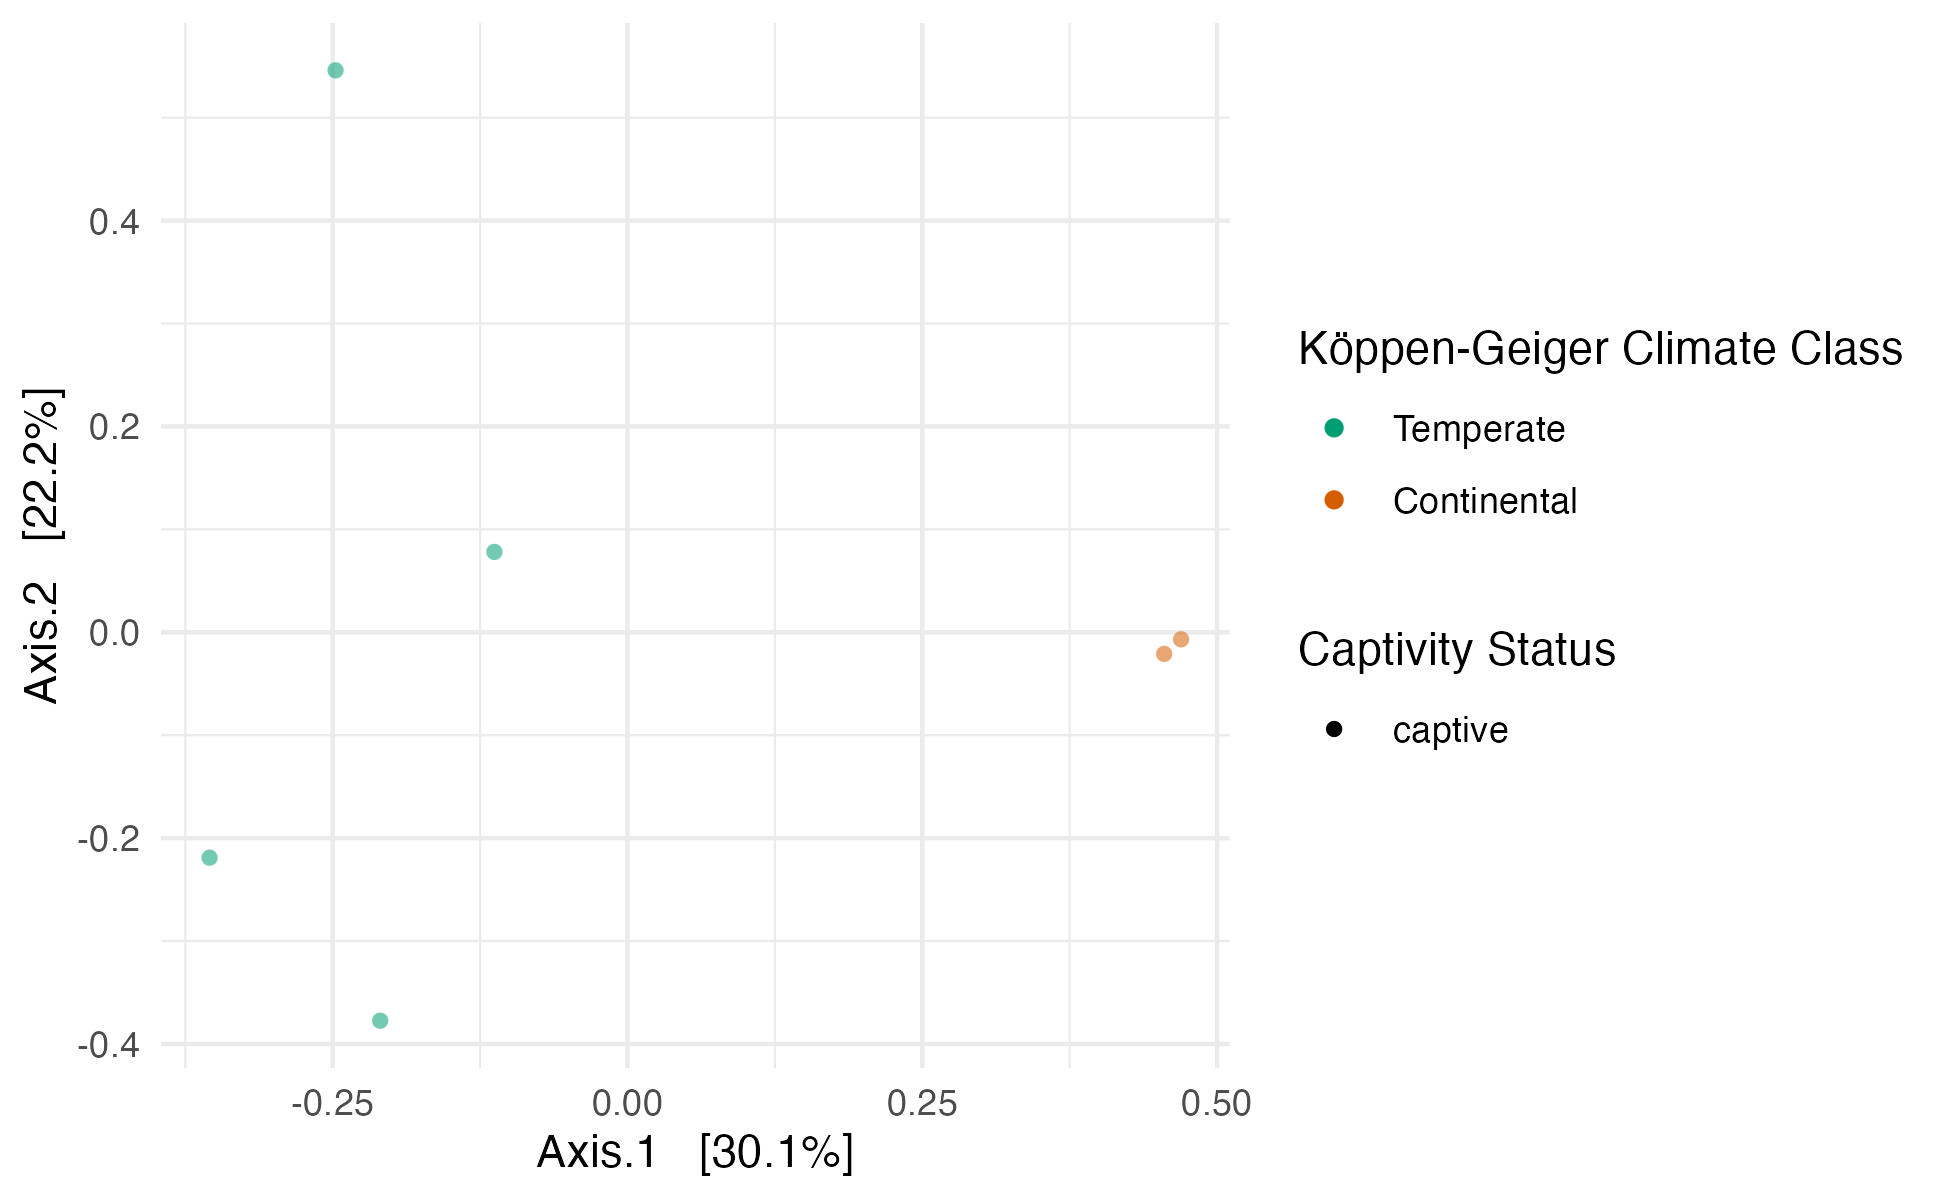 0.4
0.2
0.0
-0.2
-0.4
-0.25
0.00
0.25
0.50
Axis.1 [30.1%]
Axis.2 [22.2%]
Köppen-Geiger Climate Class
Temperate
Continental
Captivity Status
captive